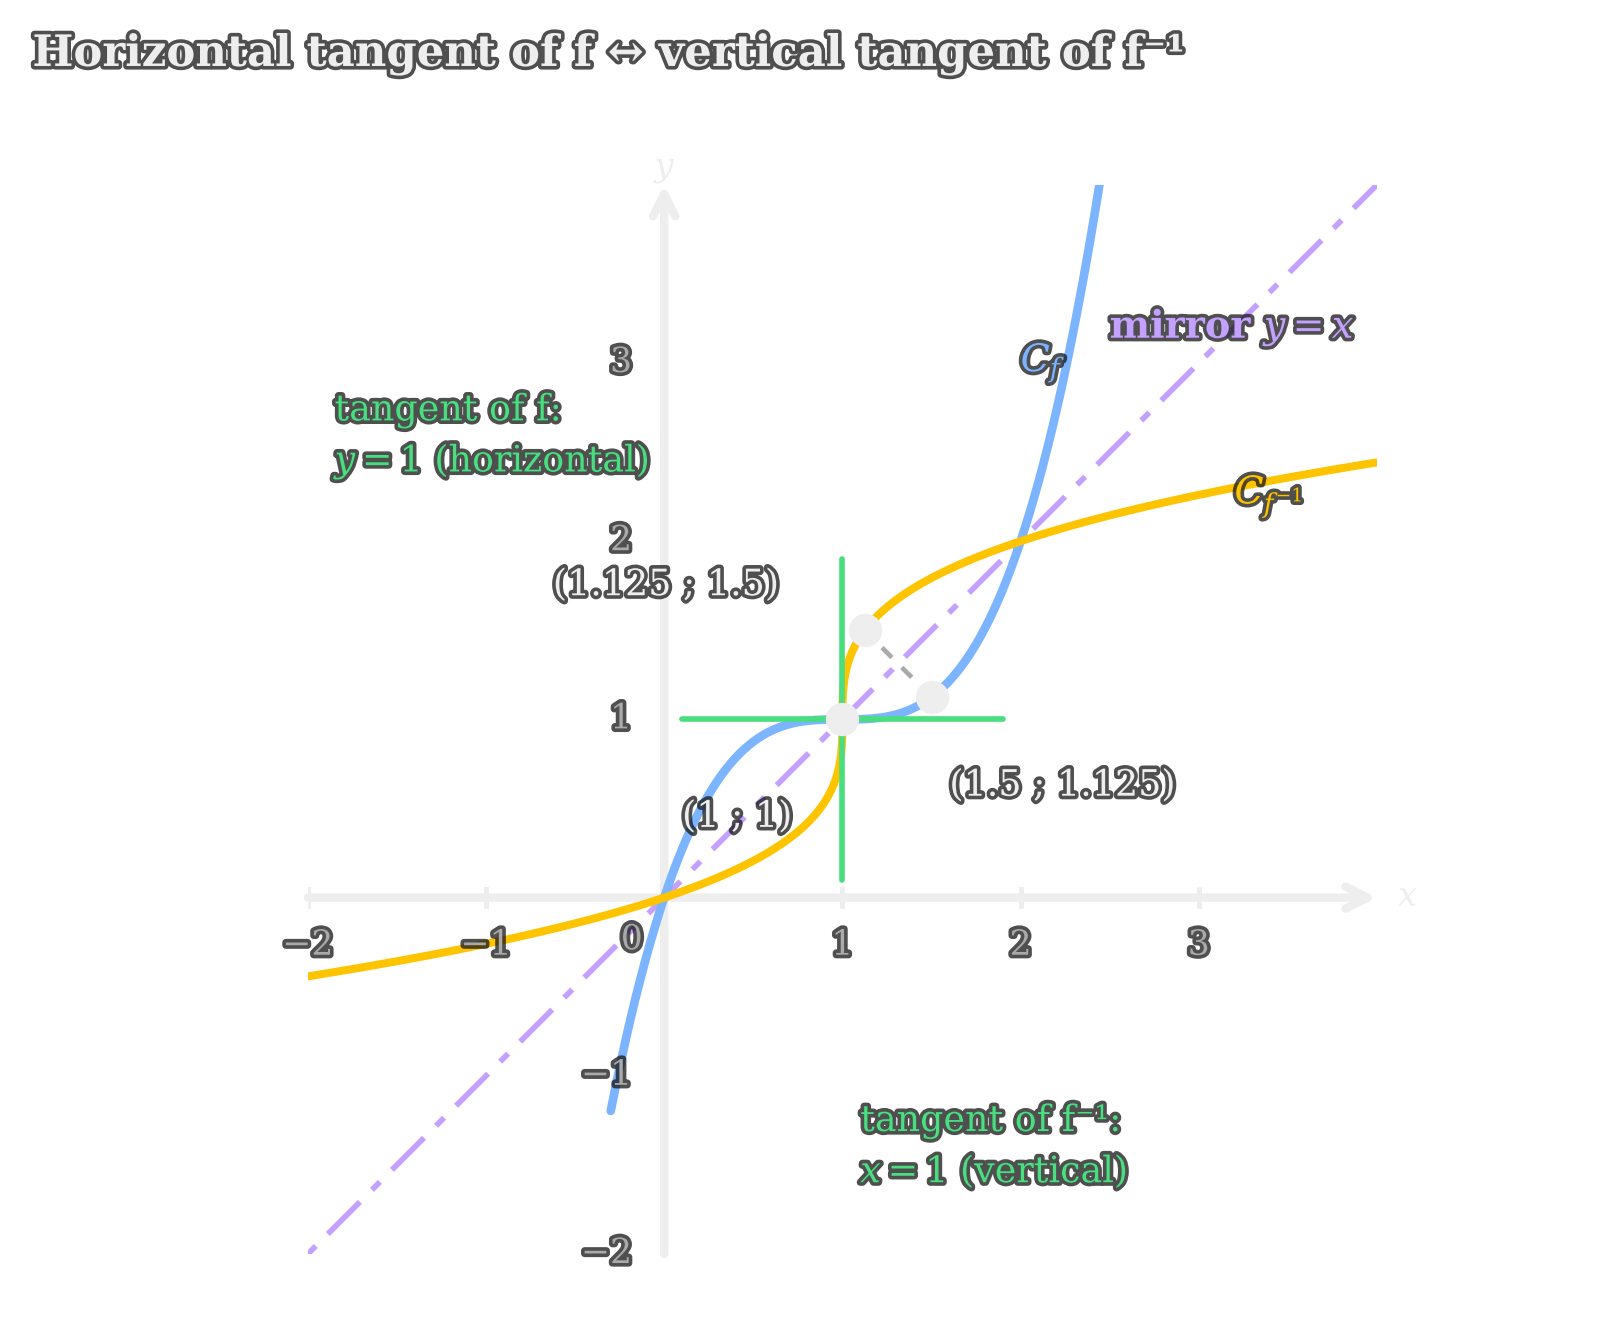 Horizontal tangent of f ⇔ vertical tangent of f⁻¹
y
mirror y = x
C_f
3
tangent of f:
y = 1 (horizontal)
C_{f⁻¹}
2
(1.125 ; 1.5)
1
(1.5 ; 1.125)
(1 ; 1)
x
−2 −1 0 1 2 3
−1
tangent of f⁻¹:
x = 1 (vertical)
−2